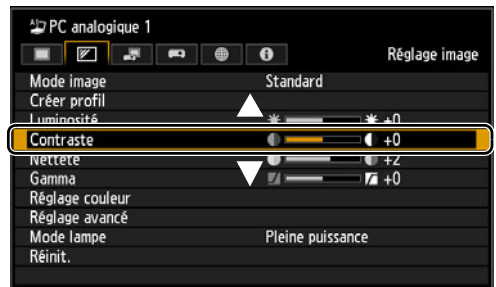 PC analogique 1
Réglage image
Mode image Standard
Créer profil
Luminosité +0
Contraste +0
Netteté +2
Gamma +0
Réglage couleur
Réglage avancé
Mode lampe Pleine puissance
Réinit.